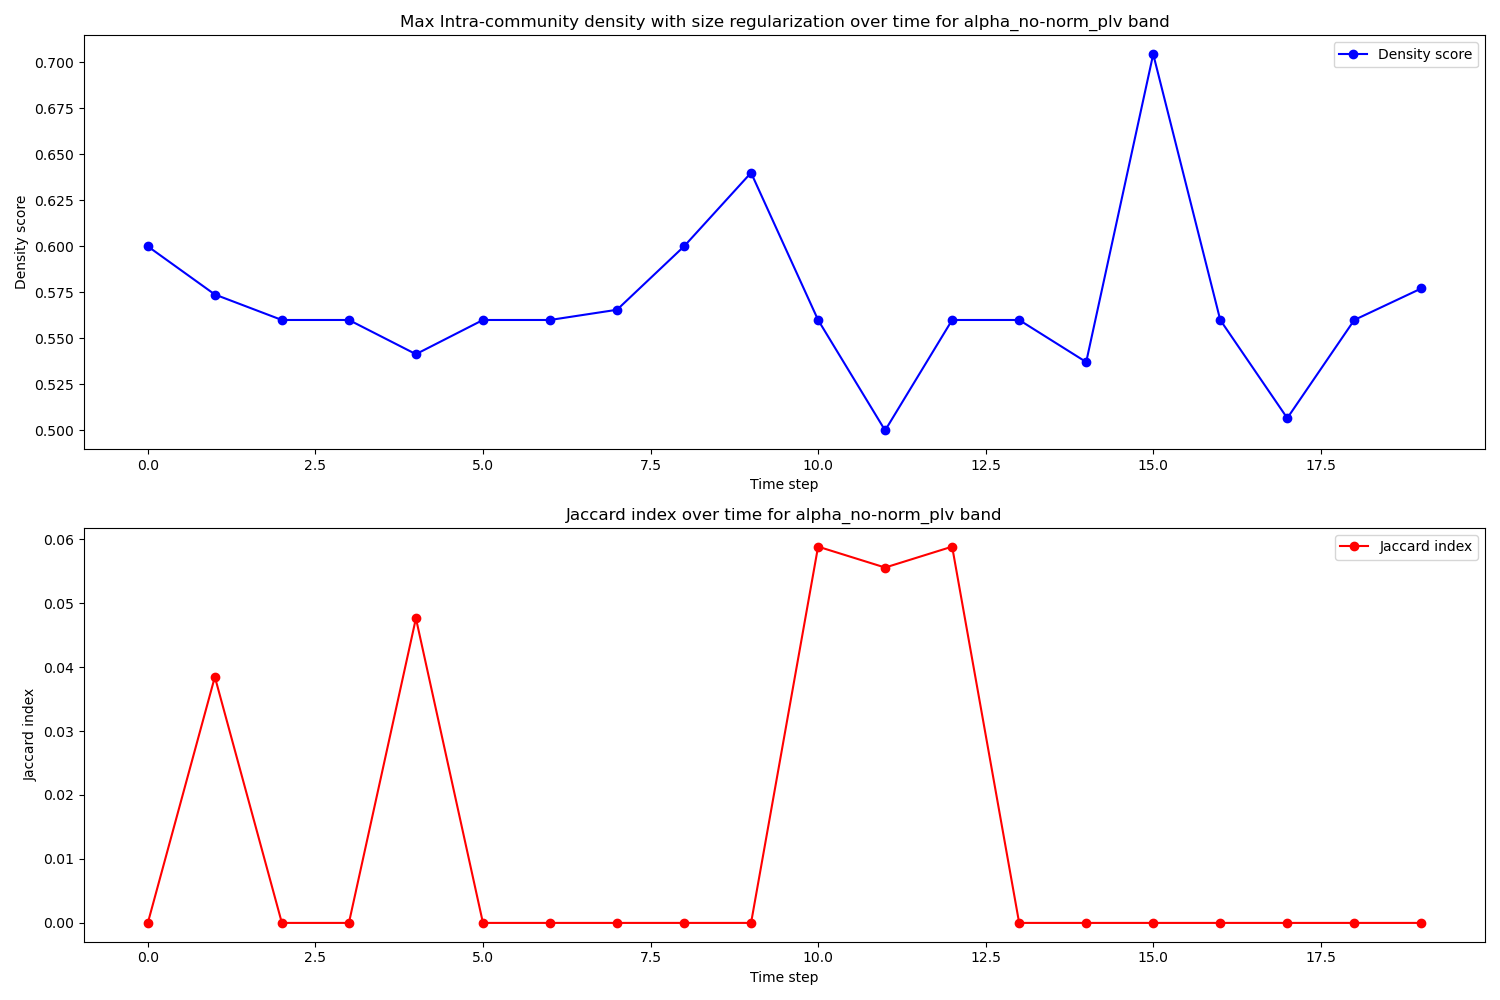 Max Intra-community density with size regularization over time for alpha_no-norm_plv band
Density score
0.700
0.675
0.650
0.625
0.600
0.575
0.550
0.525
0.500
Density score
0.0 2.5 5.0 7.5 10.0 12.5 15.0 17.5
Time step
Jaccard index over time for alpha_no-norm_plv band
Jaccard index
0.06
0.05
0.04
0.03
0.02
0.01
0.00
Jaccard index
0.0 2.5 5.0 7.5 10.0 12.5 15.0 17.5
Time step